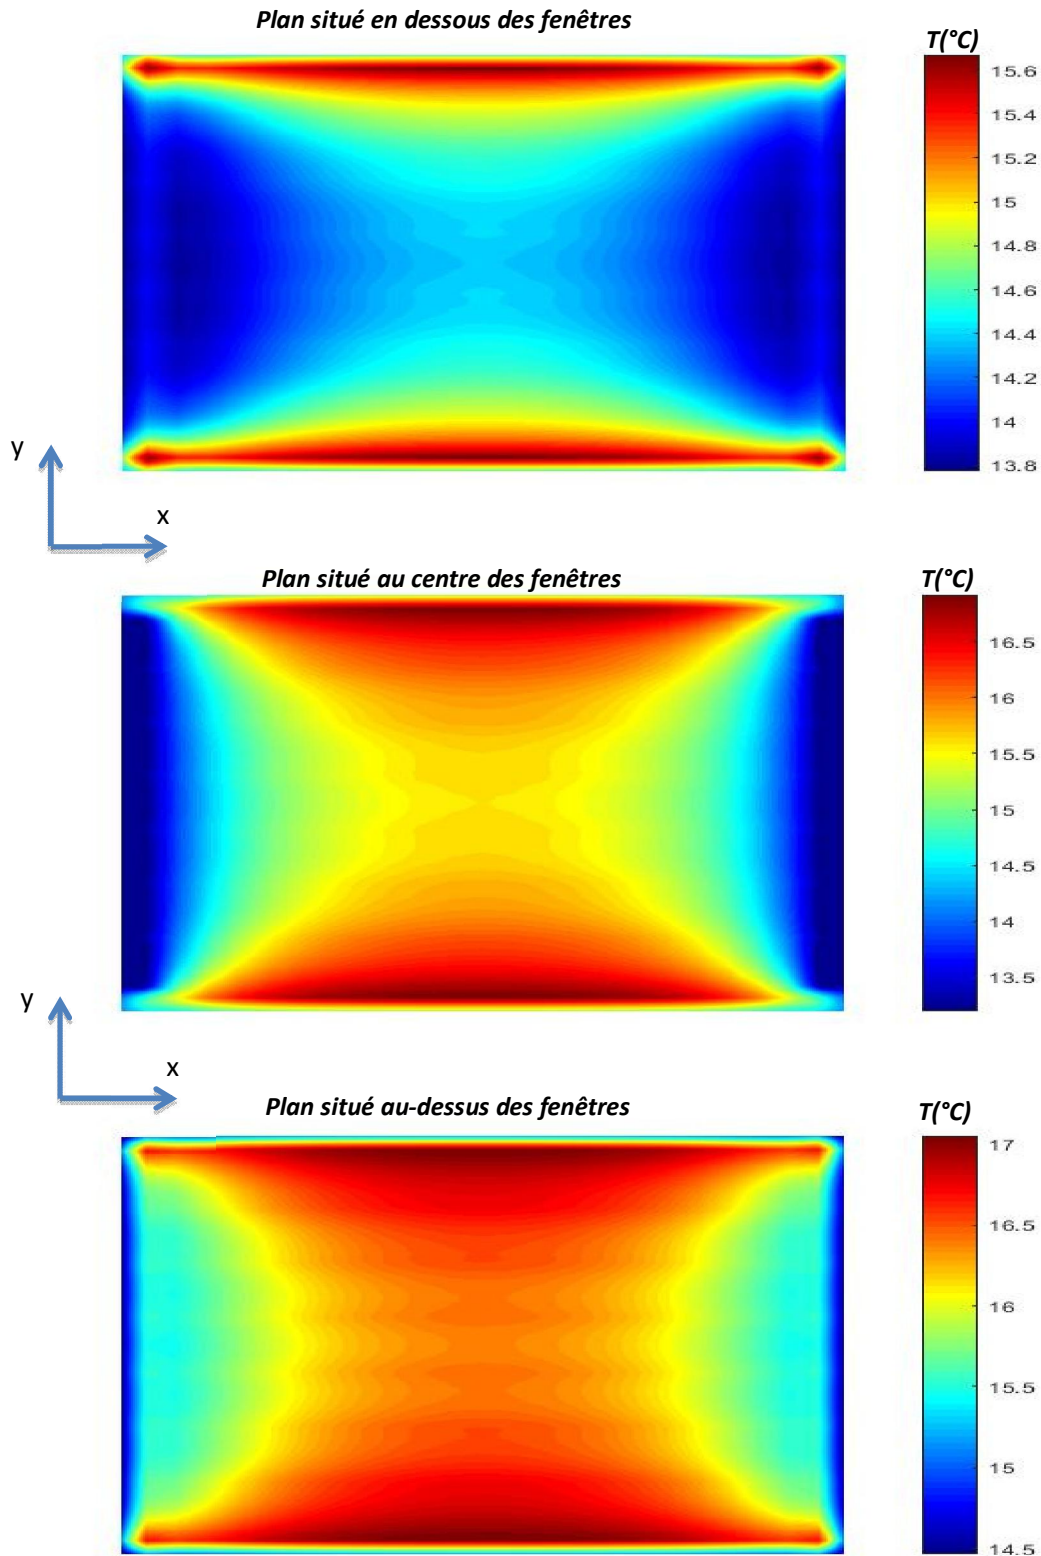 Plan situé en dessous des fenêtres
T(°C)
15.6
15.4
15.2
15
14.8
14.6
14.4
14.2
14
13.8
y
x
Plan situé au centre des fenêtres
T(°C)
16.5
16
15.5
15
14.5
14
13.5
y
x
Plan situé au-dessus des fenêtres
T(°C)
17
16.5
16
15.5
15
14.5